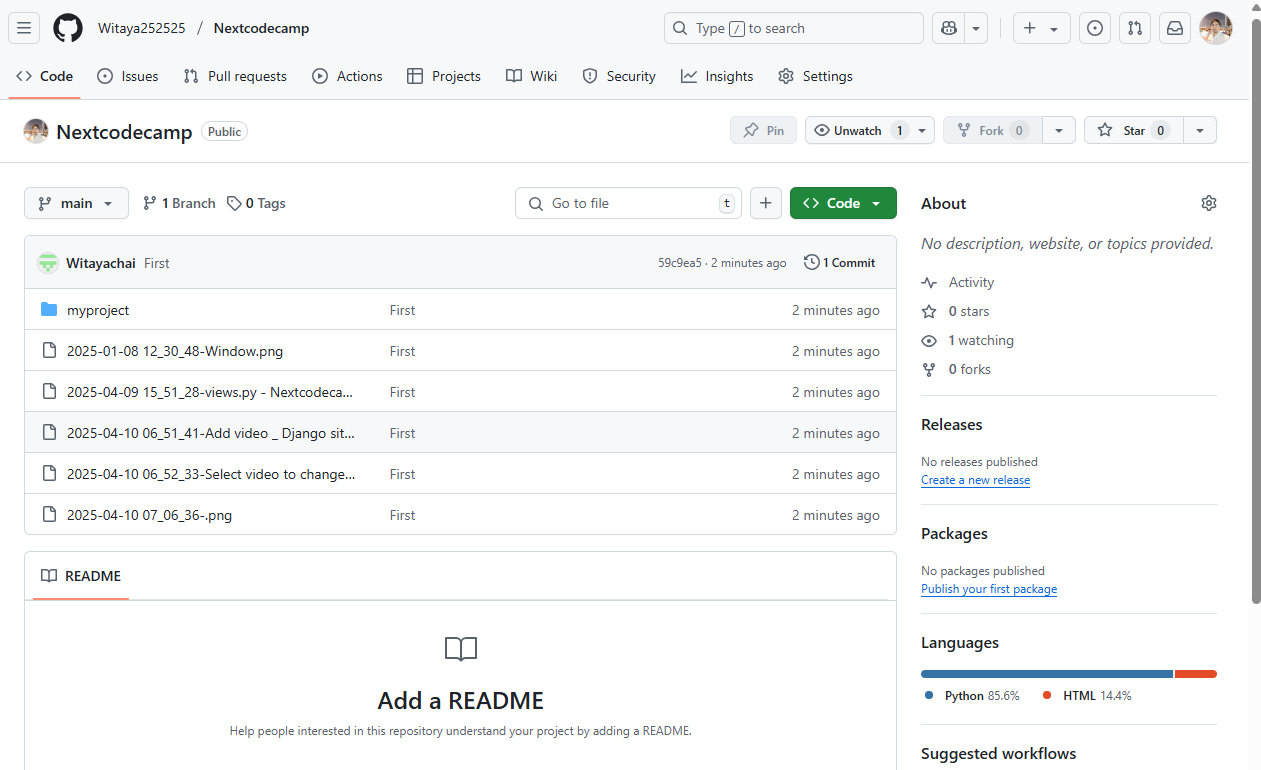 Witaya252525 / Nextcodecamp
Type / to search
Code
Issues
Pull requests
Actions
Projects
Wiki
Security
Insights
Settings
Nextcodecamp
Public
Pin
Unwatch 1
Fork 0
Star 0
main
1 Branch
0 Tags
Go to file
t
Code
Witayachai First
59c9ea5 · 2 minutes ago
1 Commit
myproject First 2 minutes ago
2025-01-08 12_30_48-Window.png First 2 minutes ago
2025-04-09 15_51_28-views.py - Nextcodeca... First 2 minutes ago
2025-04-10 06_51_41-Add video _ Django sit... First 2 minutes ago
2025-04-10 06_52_33-Select video to change... First 2 minutes ago
2025-04-10 07_06_36-.png First 2 minutes ago
README
Add a README
Help people interested in this repository understand your project by adding a README.
About
No description, website, or topics provided.
Activity
0 stars
1 watching
0 forks
Releases
No releases published
Create a new release
Packages
No packages published
Publish your first package
Languages
Python 85.6%
HTML 14.4%
Suggested workflows